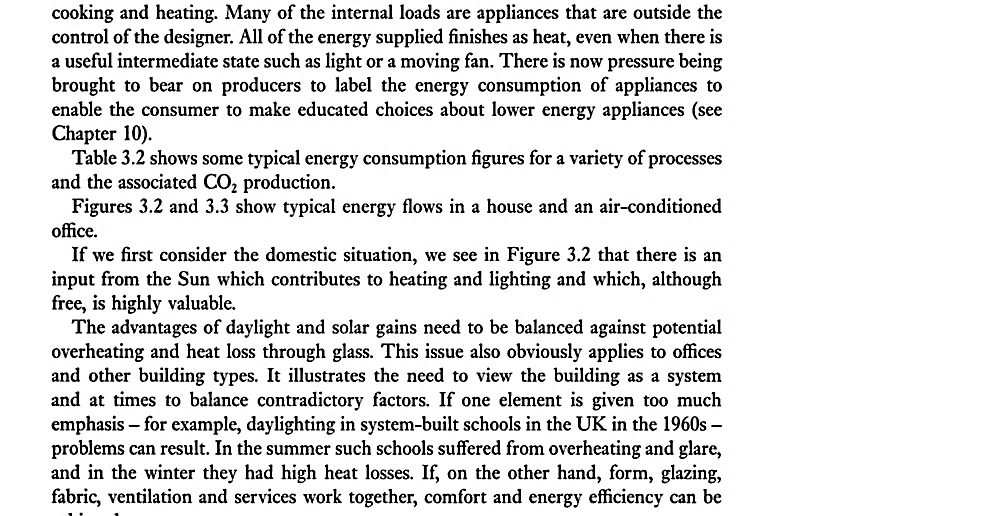 cooking and heating. Many of the internal loads are appliances that are outside the
control of the designer. All of the energy supplied finishes as heat, even when there is
a useful intermediate state such as light or a moving fan. There is now pressure being
brought to bear on producers to label the energy consumption of appliances to
enable the consumer to make educated choices about lower energy appliances (see
Chapter 10).
Table 3.2 shows some typical energy consumption figures for a variety of processes
and the associated CO₂ production.
Figures 3.2 and 3.3 show typical energy flows in a house and an air-conditioned
office.
If we first consider the domestic situation, we see in Figure 3.2 that there is an
input from the Sun which contributes to heating and lighting and which, although
free, is highly valuable.
The advantages of daylight and solar gains need to be balanced against potential
overheating and heat loss through glass. This issue also obviously applies to offices
and other building types. It illustrates the need to view the building as a system
and at times to balance contradictory factors. If one element is given too much
emphasis – for example, daylighting in system-built schools in the UK in the 1960s –
problems can result. In the summer such schools suffered from overheating and glare,
and in the winter they had high heat losses. If, on the other hand, form, glazing,
fabric, ventilation and services work together, comfort and energy efficiency can be